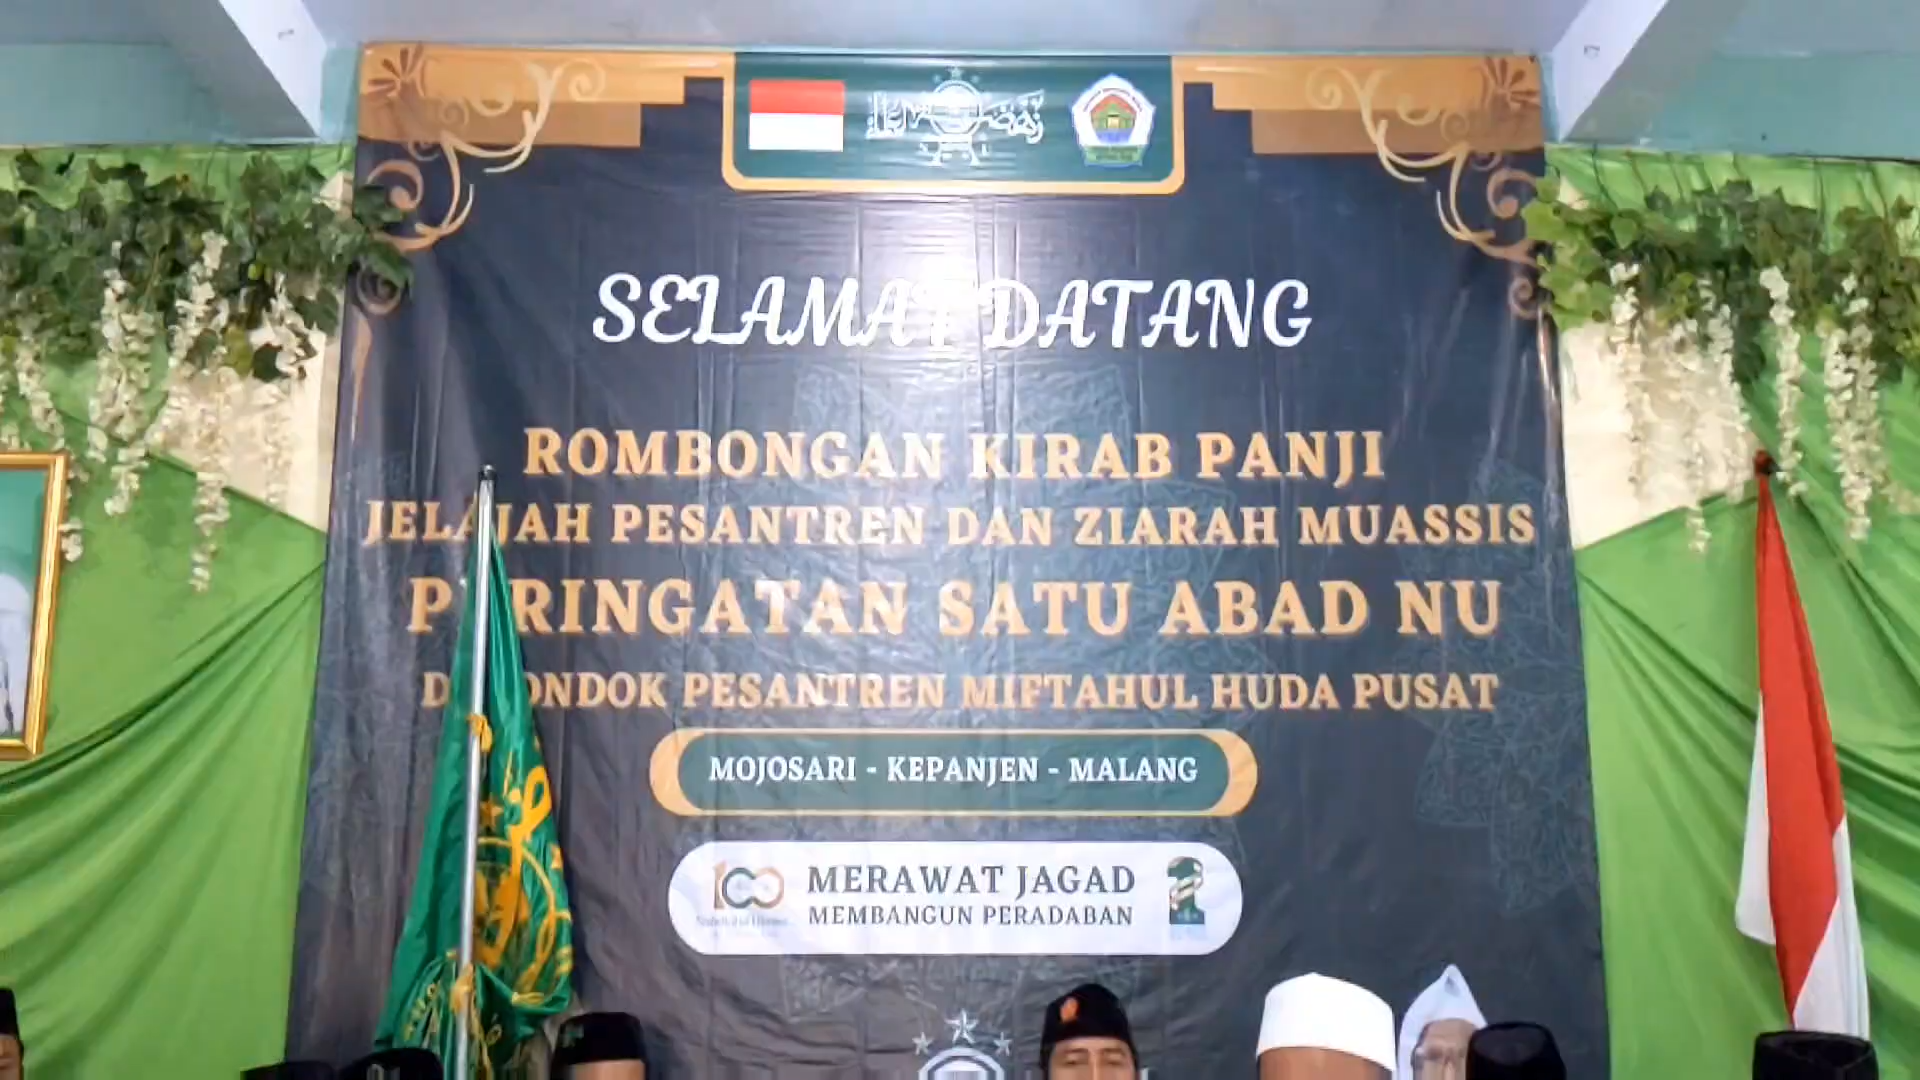 SELAMAT DATANG
ROMBONGAN KIRAB PANJI
JELAJAH PESANTREN DAN ZIARAH MUASSIS
PERINGATAN SATU ABAD NU
DI PONDOK PESANTREN MIFTAHUL HUDA PUSAT
MOJOSARI - KEPANJEN - MALANG
100
MERAWAT JAGAD
MEMBANGUN PERADABAN